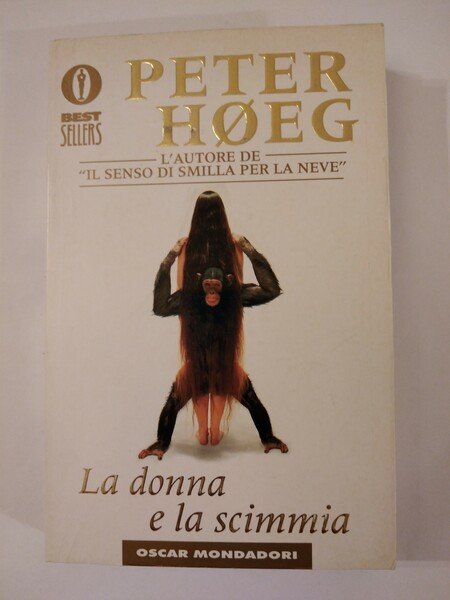 PETER
HØEG
BEST
SELLERS
L'AUTORE DE
"IL SENSO DI SMILLA PER LA NEVE"
La donna
e la scimmia
OSCAR MONDADORI